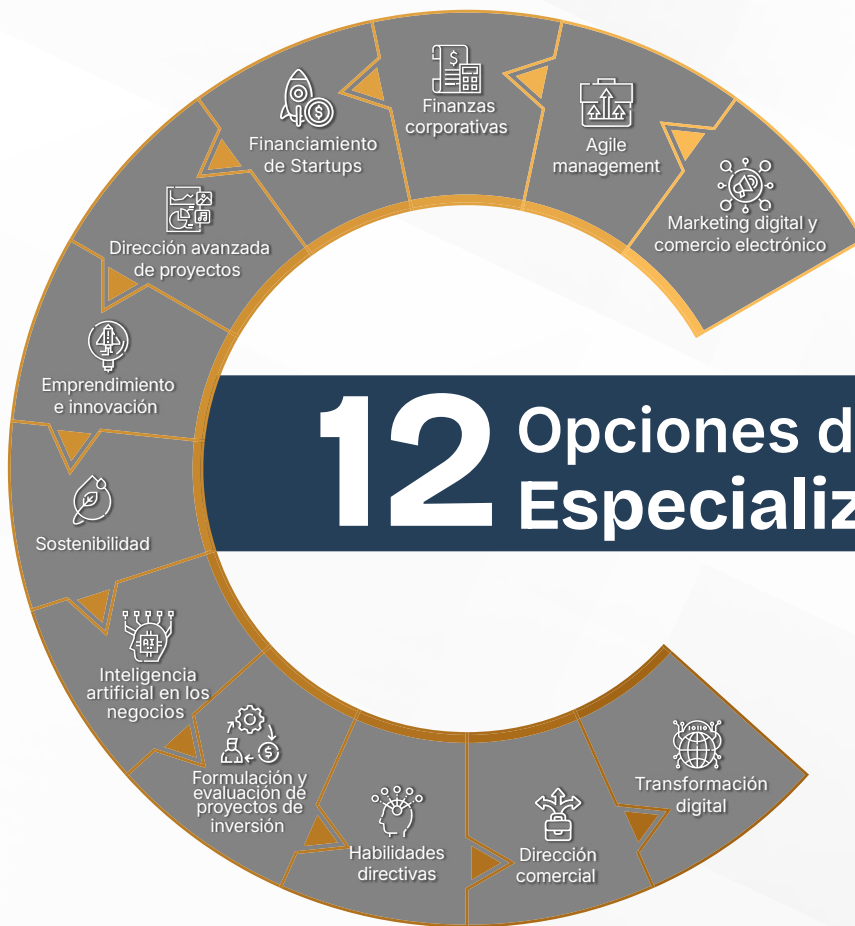 Marketing digital y
comercio electrónico
Agile
management
Finanzas
corporativas
$
Financiamiento
de Startups
$
Dirección avanzada
de proyectos
Emprendimiento
e innovación
Sostenibilidad
AI
Inteligencia
artificial en los
negocios
$
Formulación y
evaluación de
proyectos de
inversión
Habilidades
directivas
Dirección
comercial
Transformación
digital
12
Opciones d
Especializ